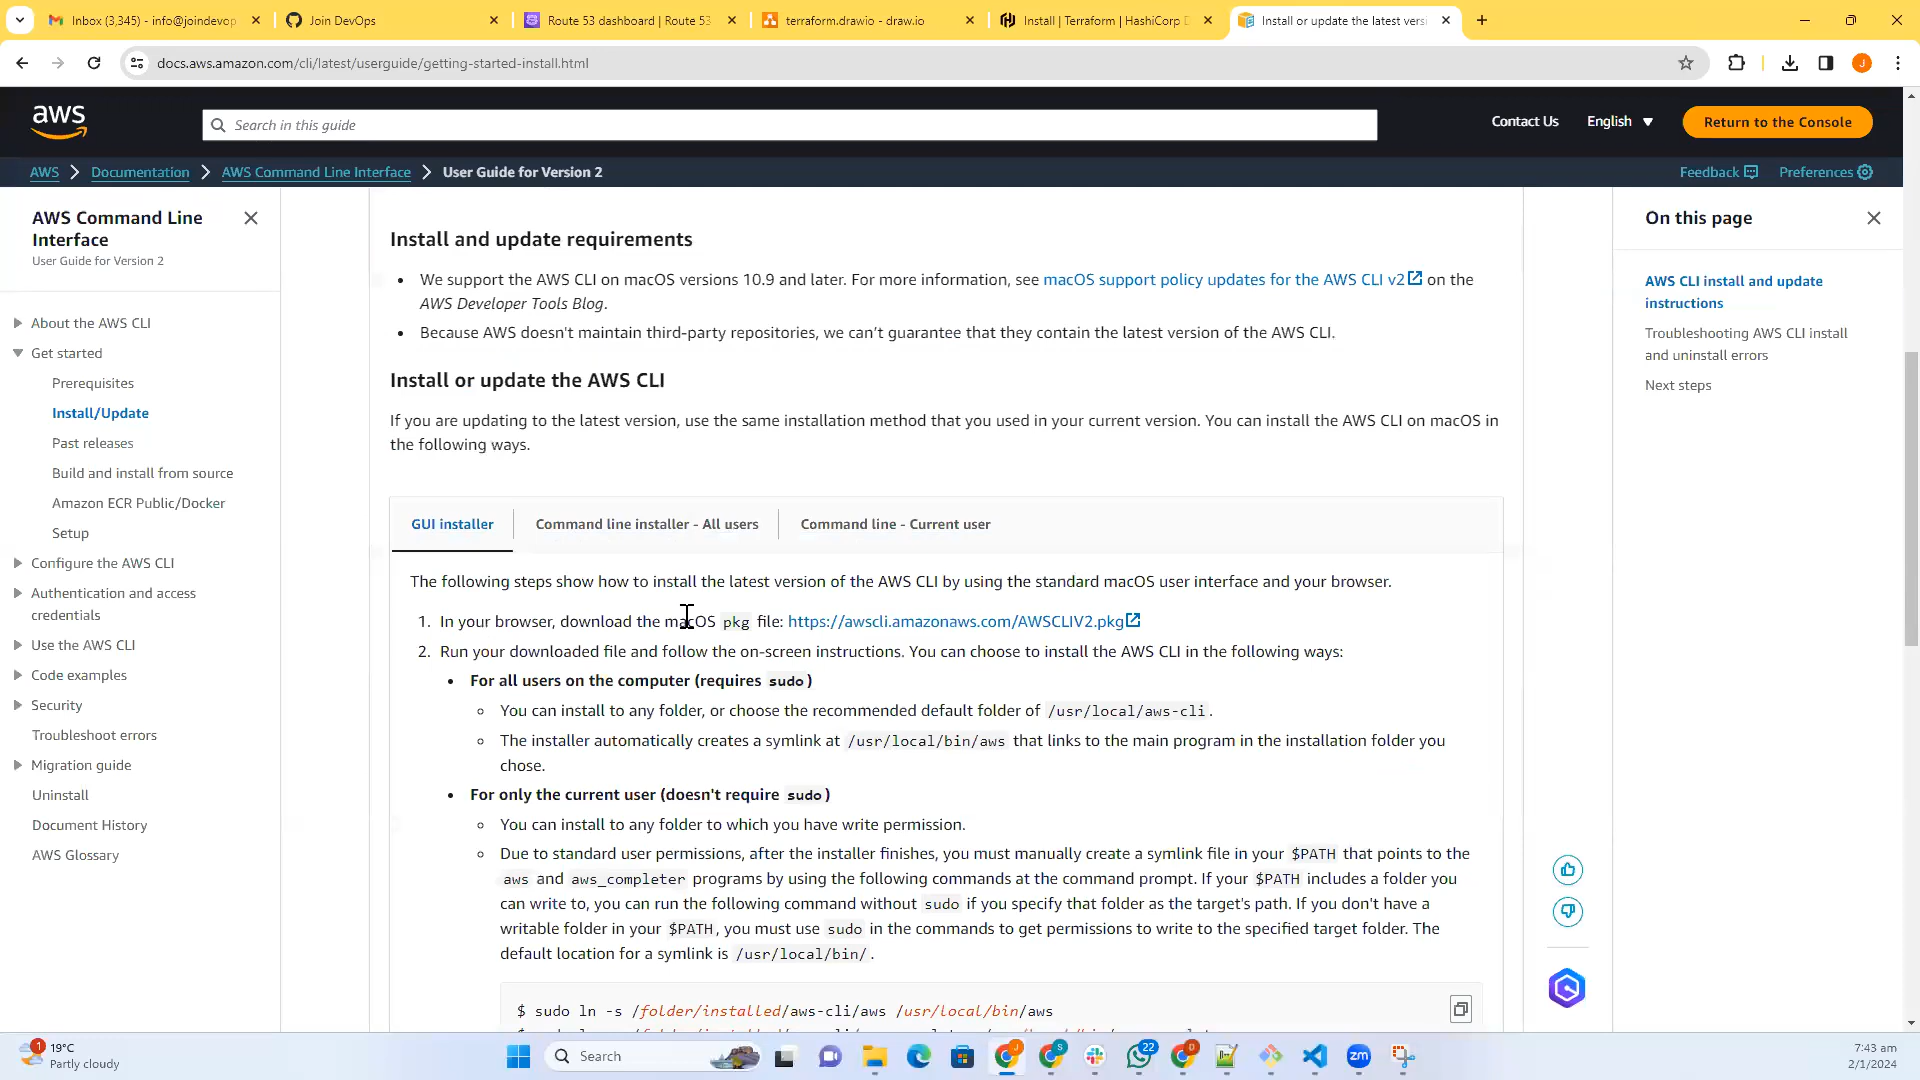 Inbox (3,345) - info@joindevop
Join DevOps
Route 53 dashboard | Route 53
terraform.drawio - draw.io
Install | Terraform | HashiCorp D
Install or update the latest versi
docs.aws.amazon.com/cli/latest/userguide/getting-started-install.html
J
aws
Search in this guide
Contact Us
English
Return to the Console
AWS
Documentation
AWS Command Line Interface
User Guide for Version 2
Feedback
Preferences
AWS Command Line
Interface
User Guide for Version 2
About the AWS CLI
Get started
Prerequisites
Install/Update
Past releases
Build and install from source
Amazon ECR Public/Docker
Setup
Configure the AWS CLI
Authentication and access
credentials
Use the AWS CLI
Code examples
Security
Troubleshoot errors
Migration guide
Uninstall
Document History
AWS Glossary
Install and update requirements
We support the AWS CLI on macOS versions 10.9 and later. For more information, see macOS support policy updates for the AWS CLI v2 on the
AWS Developer Tools Blog.
Because AWS doesn't maintain third-party repositories, we can't guarantee that they contain the latest version of the AWS CLI.
Install or update the AWS CLI
If you are updating to the latest version, use the same installation method that you used in your current version. You can install the AWS CLI on macOS in
the following ways.
GUI installer
Command line installer - All users
Command line - Current user
The following steps show how to install the latest version of the AWS CLI by using the standard macOS user interface and your browser.
1. In your browser, download the macOS pkg file: https://awscli.amazonaws.com/AWSCLIV2.pkg
2. Run your downloaded file and follow the on-screen instructions. You can choose to install the AWS CLI in the following ways:
For all users on the computer (requires sudo)
You can install to any folder, or choose the recommended default folder of /usr/local/aws-cli.
The installer automatically creates a symlink at /usr/local/bin/aws that links to the main program in the installation folder you
chose.
For only the current user (doesn't require sudo)
You can install to any folder to which you have write permission.
Due to standard user permissions, after the installer finishes, you must manually create a symlink file in your $PATH that points to the
aws and aws_completer programs by using the following commands at the command prompt. If your $PATH includes a folder you
can write to, you can run the following command without sudo if you specify that folder as the target's path. If you don't have a
writable folder in your $PATH, you must use sudo in the commands to get permissions to write to the specified target folder. The
default location for a symlink is /usr/local/bin/.
$ sudo ln -s /folder/installed/aws-cli/aws /usr/local/bin/aws
On this page
AWS CLI install and update
instructions
Troubleshooting AWS CLI install
and uninstall errors
Next steps
1
19°C
Partly cloudy
Search
J
S
22
zm
7:43 am
2/1/2024